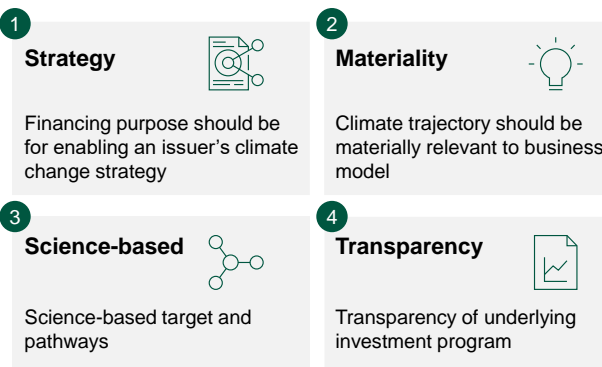 1
Strategy
Financing purpose should be
for enabling an issuer's climate
change strategy
2
Materiality
Climate trajectory should be
materially relevant to business
model
3
Science-based
Science-based target and
pathways
4
Transparency
Transparency of underlying
investment program